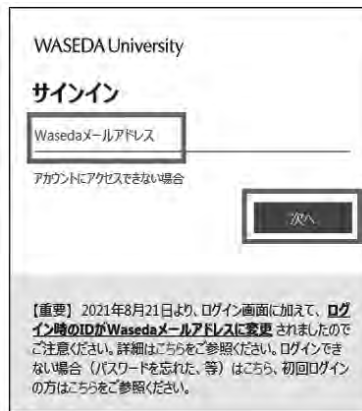 WASEDA University
サインイン
Wasedaメールアドレス
アカウントにアクセスできない場合
次へ
【重要】 2021年8月21日より、ログイン画面に加えて、ログ
イン時のIDがWasedaメールアドレスに変更 されましたので
ご注意ください。詳細はこちらをご参照ください。ログインでき
ない場合（パスワードを忘れた、等）はこちら、初回ログイン
の方はこちらをご参照ください。